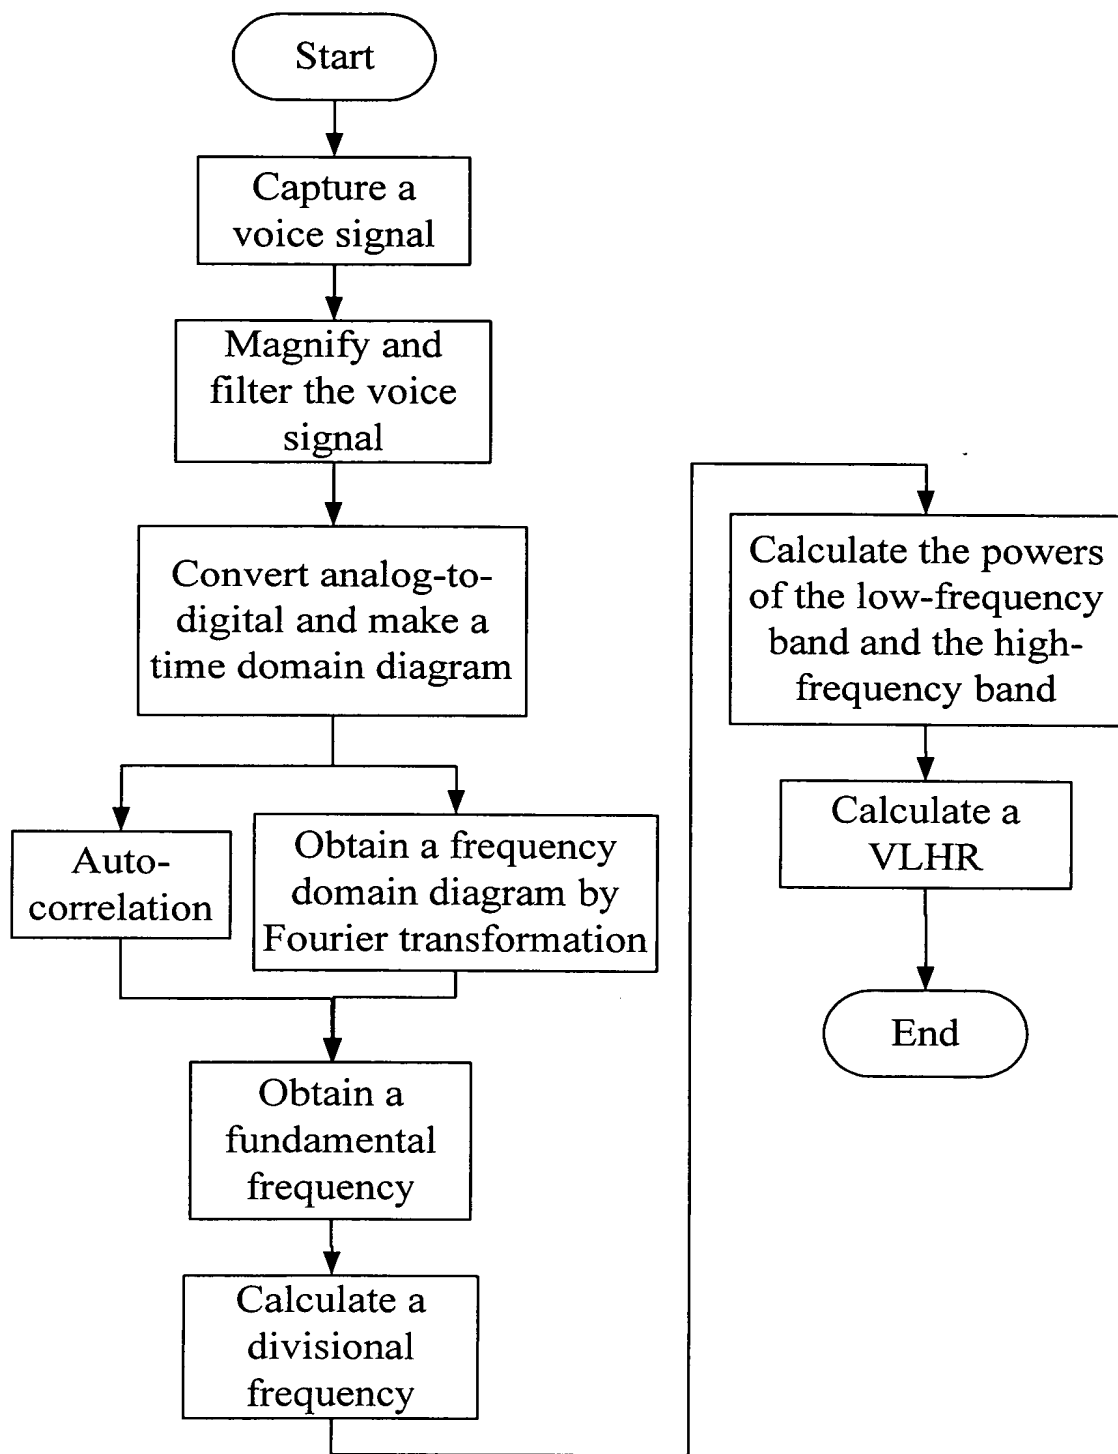 Start
Capture a
voice signal
Magnify and
filter the voice
signal
Convert analog-to-
digital and make a
time domain diagram
Auto-
correlation
Obtain a frequency
domain diagram by
Fourier transformation
Obtain a
fundamental
frequency
Calculate a
divisional
frequency
Calculate the powers
of the low-frequency
band and the high-
frequency band
Calculate a
VLHR
End